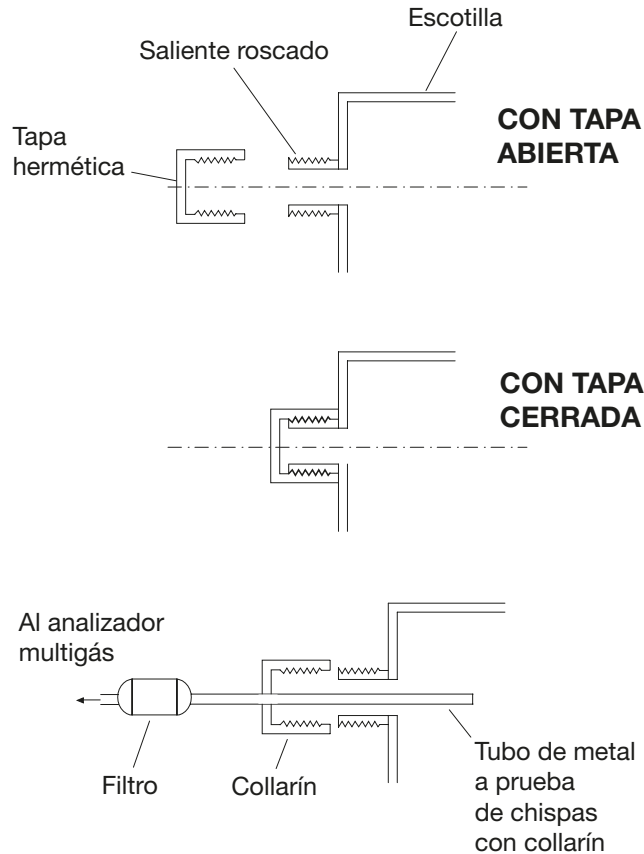 Escotilla
Saliente roscado
CON TAPA
ABIERTA
Tapa
hermética
CON TAPA
CERRADA
Al analizador
multigás
Filtro
Collarín
Tubo de metal
a prueba
de chispas
con collarín